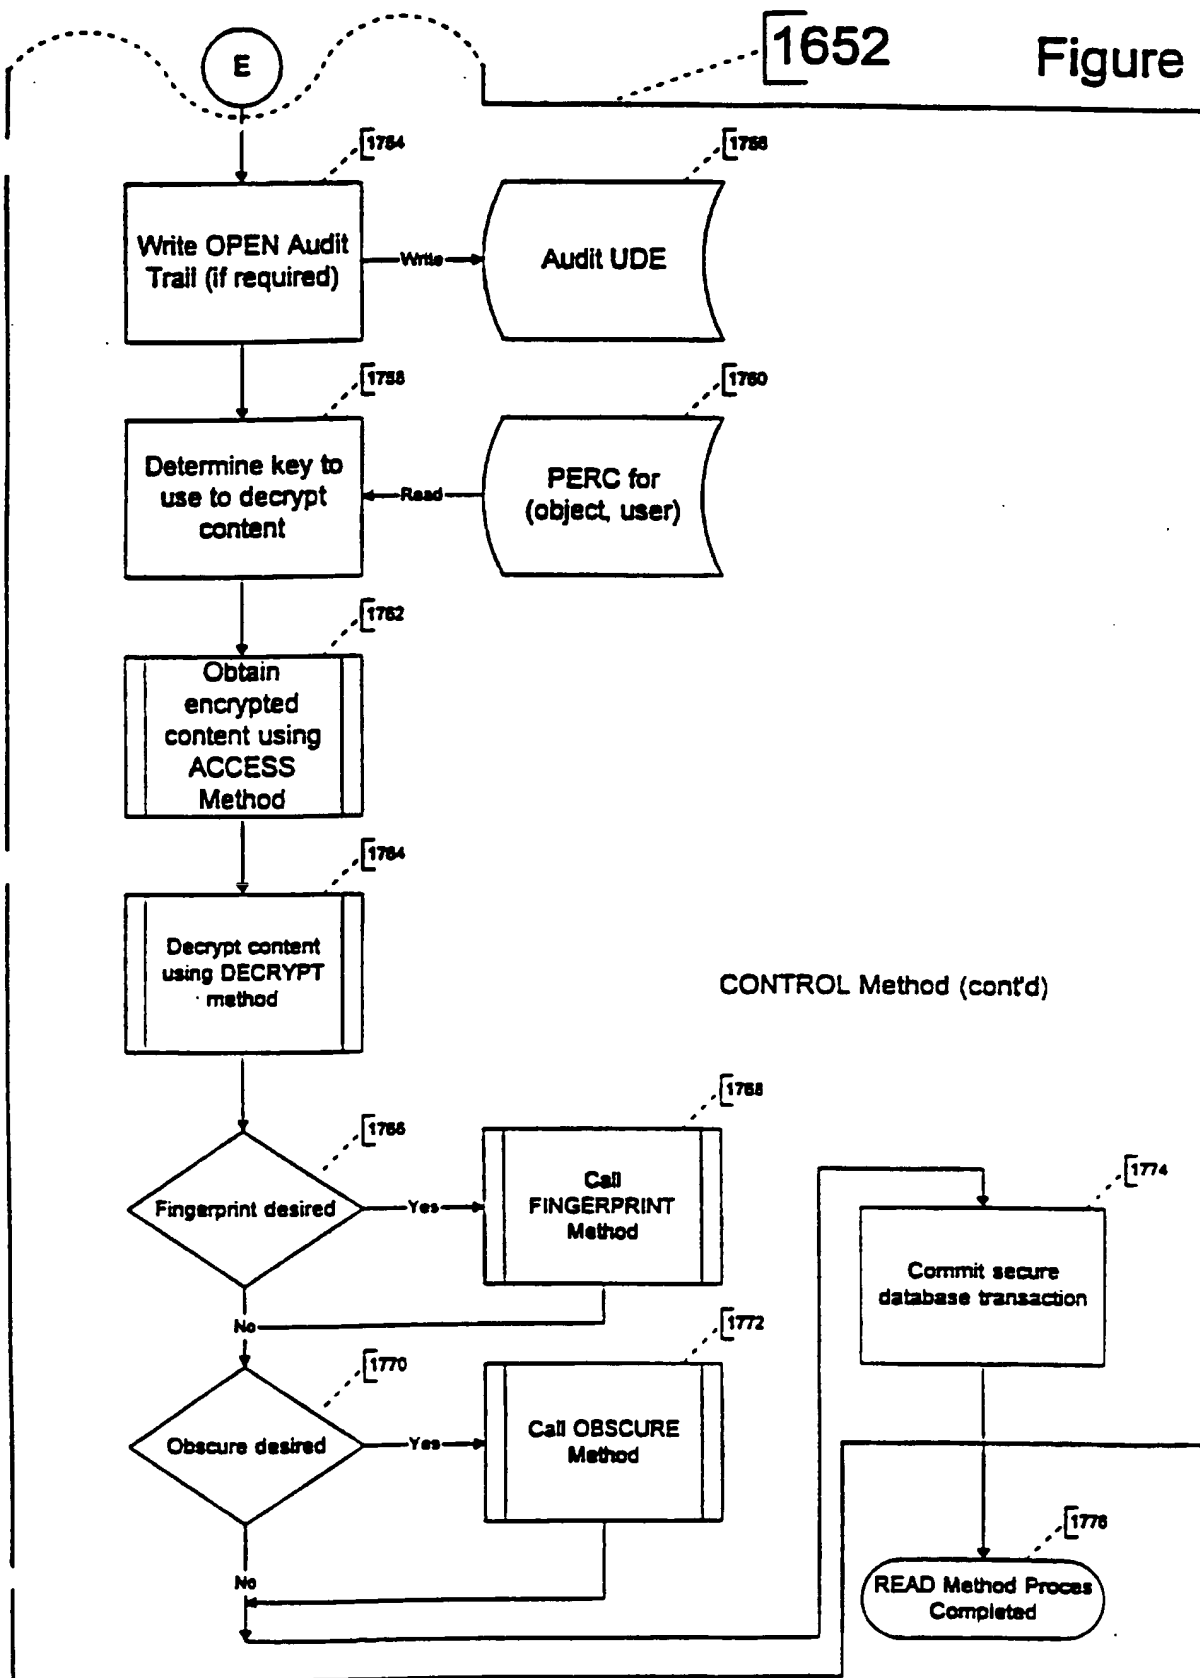 1652
Figure
E
1754
1756
Write OPEN Audit
Trail (if required)
Write
Audit UDE
1758
1760
Determine key to
use to decrypt
content
Read
PERC for
(object, user)
1762
Obtain
encrypted
content using
ACCESS
Method
1764
Decrypt content
using DECRYPT
method
CONTROL Method (cont'd)
1766
1768
Fingerprint desired
Yes
Call
FINGERPRINT
Method
1774
Commit secure
database transaction
No
1770
1772
Obscure desired
Yes
Call OBSCURE
Method
No
1776
READ Method Proces
Completed